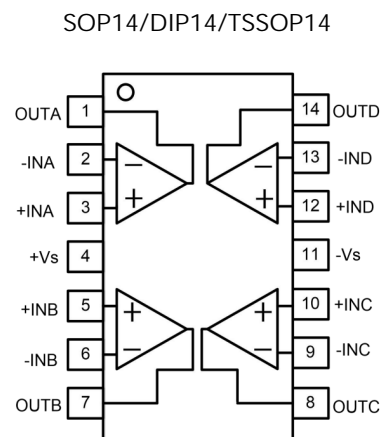 SOP14/DIP14/TSSOP14
OUTA 1 14 OUTD
-INA 2 13 -IND
+INA 3 12 +IND
+Vs 4 11 -Vs
+INB 5 10 +INC
-INB 6 9 -INC
OUTB 7 8 OUTC